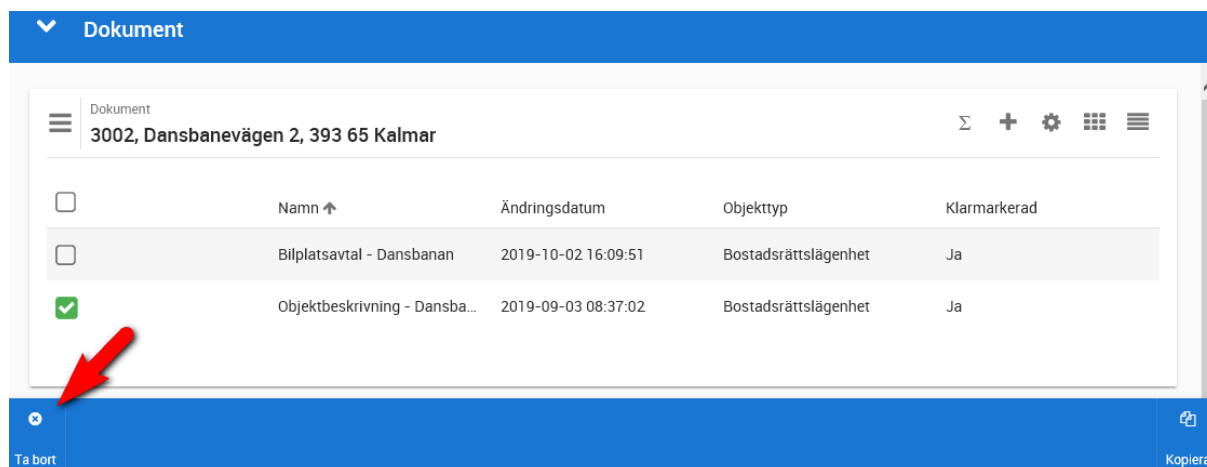 Dokument
Dokument
3002, Dansbanevägen 2, 393 65 Kalmar
Σ
Namn Ändringsdatum Objekttyp Klarmarkerad
Bilplatsavtal - Dansbanan 2019-10-02 16:09:51 Bostadsrättslägenhet Ja
Objektbeskrivning - Dansba... 2019-09-03 08:37:02 Bostadsrättslägenhet Ja
Ta bort Kopiera